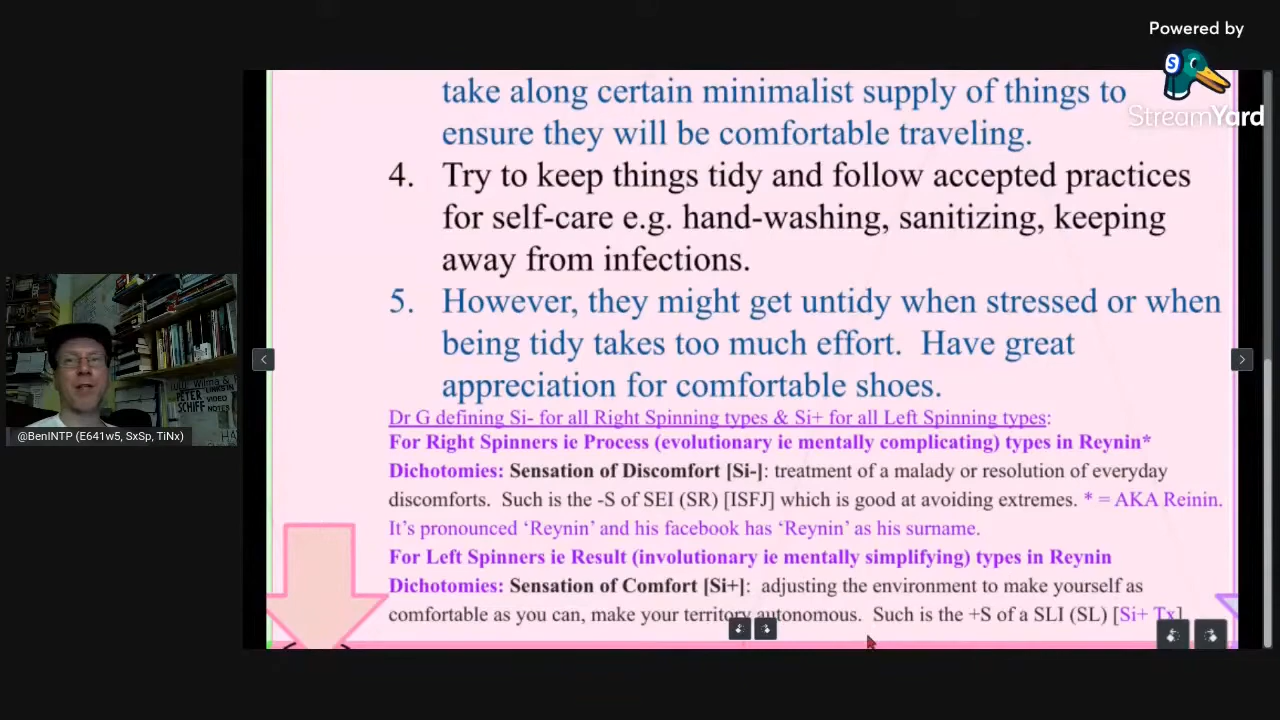 Powered by
StreamYard
take along certain minimalist supply of things to
ensure they will be comfortable traveling.
4. Try to keep things tidy and follow accepted practices
for self-care e.g. hand-washing, sanitizing, keeping
away from infections.
5. However, they might get untidy when stressed or when
being tidy takes too much effort. Have great
appreciation for comfortable shoes.
Dr G defining Si- for all Right Spinning types & Si+ for all Left Spinning types:
For Right Spinners ie Process (evolutionary ie mentally complicating) types in Reynin*
Dichotomies: Sensation of Discomfort [Si-]: treatment of a malady or resolution of everyday
discomforts. Such is the -S of SEI (SR) [ISFJ] which is good at avoiding extremes. * = AKA Reinin.
It's pronounced 'Reynin' and his facebook has 'Reynin' as his surname.
For Left Spinners ie Result (involutionary ie mentally simplifying) types in Reynin
Dichotomies: Sensation of Comfort [Si+]: adjusting the environment to make yourself as
comfortable as you can, make your territory autonomous. Such is the +S of a SLI (SL) [Si+ Tx]
PETER
SCHIFF
LINKS IN
VIDEO
NOTES
@BenINTP (E641w5, SxSp, TiNx)